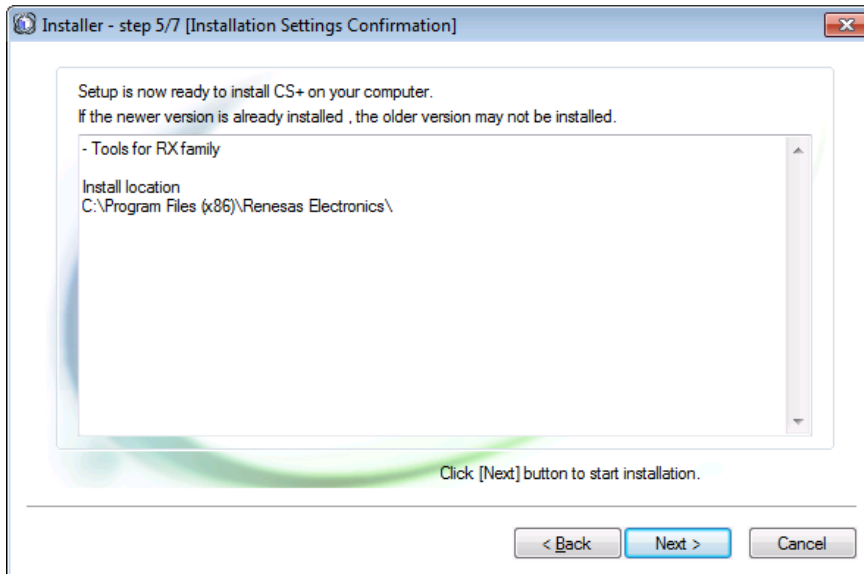 Installer - step 5/7 [Installation Settings Confirmation]
Setup is now ready to install CS+ on your computer.
If the newer version is already installed , the older version may not be installed.
- Tools for RX family
Install location
C:\Program Files (x86)\Renesas Electronics\
Click [Next] button to start installation.
< Back
Next >
Cancel